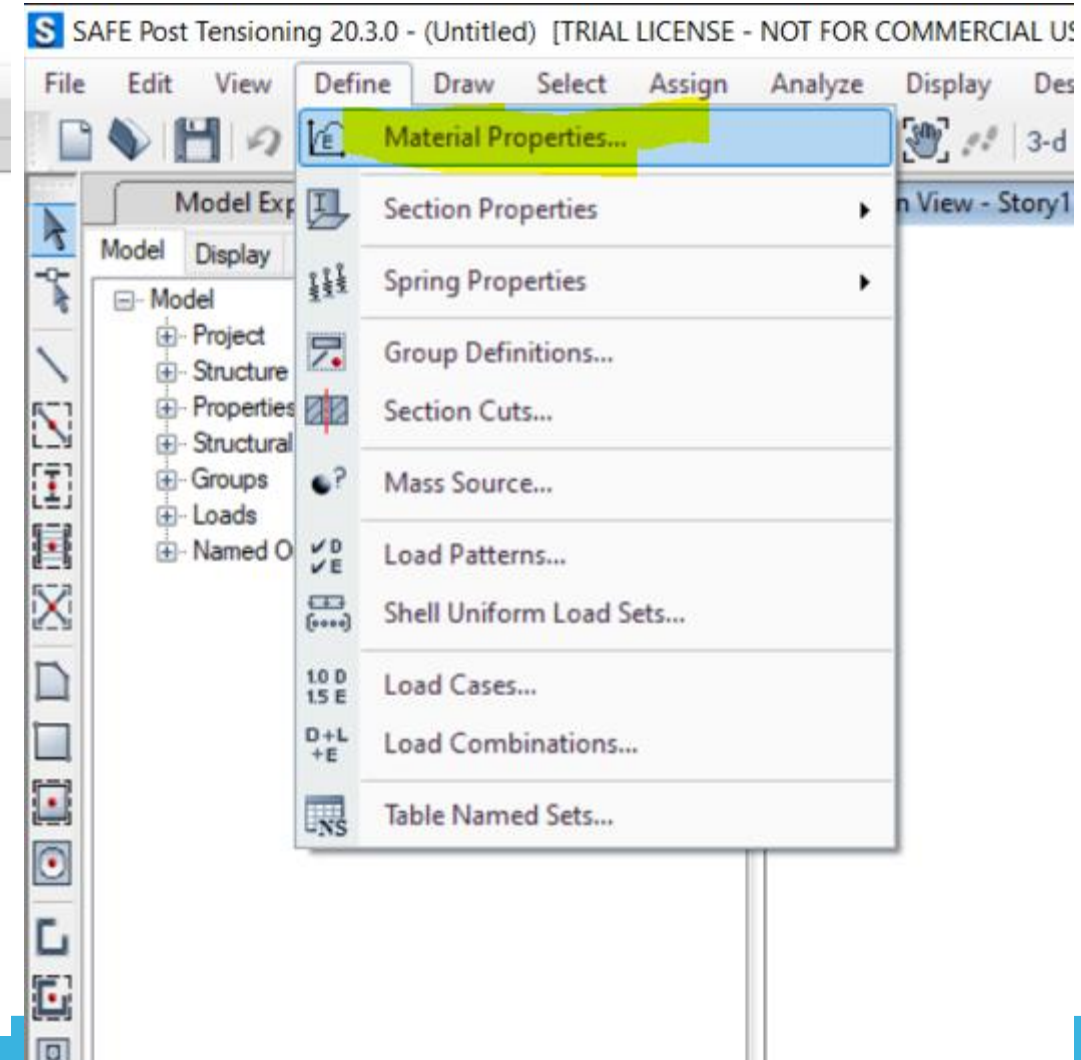 S SAFE Post Tensioning 20.3.0 - (Untitled) [TRIAL LICENSE - NOT FOR COMMERCIAL US
File Edit View Define Draw Select Assign Analyze Display Des
3-d
Material Properties...
Model Exp
n View - Story1
Section Properties
Model Display
Spring Properties
Model
Project
Group Definitions...
Structure
Properties
Section Cuts...
Structural
Groups
? Mass Source...
Loads
Named O
D E Load Patterns...
Shell Uniform Load Sets...
1.0 D 1.5 E Load Cases...
D+L +E Load Combinations...
NS Table Named Sets...